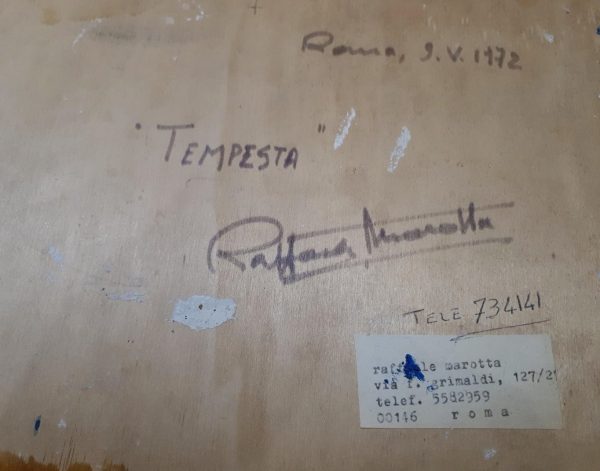 Roma, 9.V.1972
"TEMPESTA"
Raffaele Marotta
TELE 734141
raffaele marotta
via f. grimaldi, 127/21
telef. 5582959
00146 roma